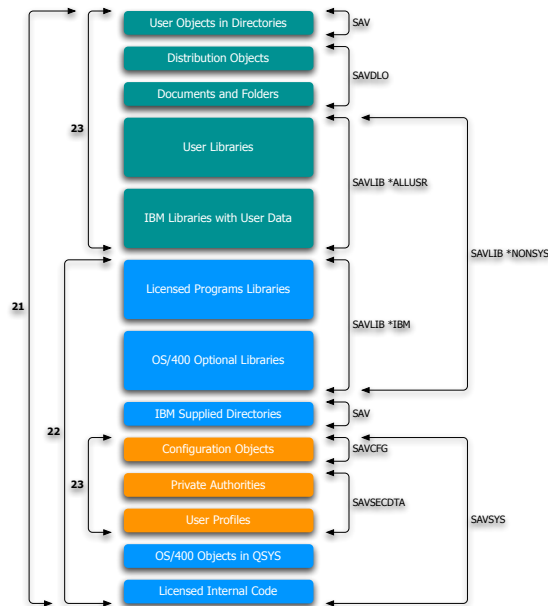 User Objects in Directories
SAV
Distribution Objects
SAVDLO
Documents and Folders
23
User Libraries
SAVLIB *ALLUSR
IBM Libraries with User Data
SAVLIB *NONSYS
Licensed Programs Libraries
21
SAVLIB *IBM
OS/400 Optional Libraries
IBM Supplied Directories
SAV
22
Configuration Objects
SAVCFG
Private Authorities
23
SAVSECDTA
User Profiles
SAVSYS
OS/400 Objects in QSYS
Licensed Internal Code